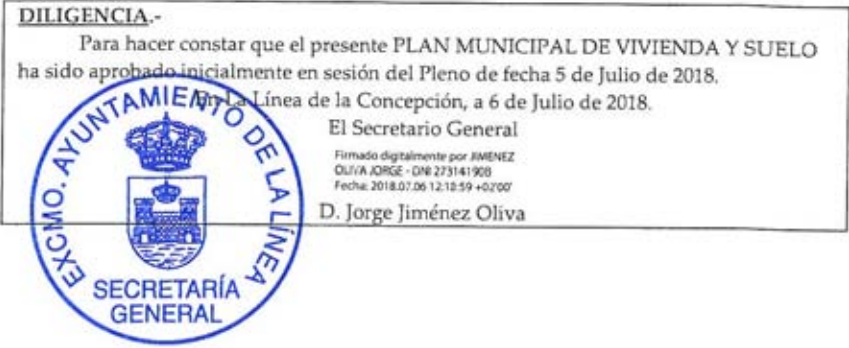 DILIGENCIA.-
Para hacer constar que el presente PLAN MUNICIPAL DE VIVIENDA Y SUELO
ha sido aprobado inicialmente en sesión del Pleno de fecha 5 de Julio de 2018.
En La Línea de la Concepción, a 6 de Julio de 2018.
El Secretario General
Firmado digitalmente por JIMENEZ
OLIVA JORGE - DNI 27314190B
Fecha: 2018.07.06 12:18:59 +02'00'
D. Jorge Jiménez Oliva
EXCMO. AYUNTAMIENTO DE LA LÍNEA
SECRETARÍA
GENERAL